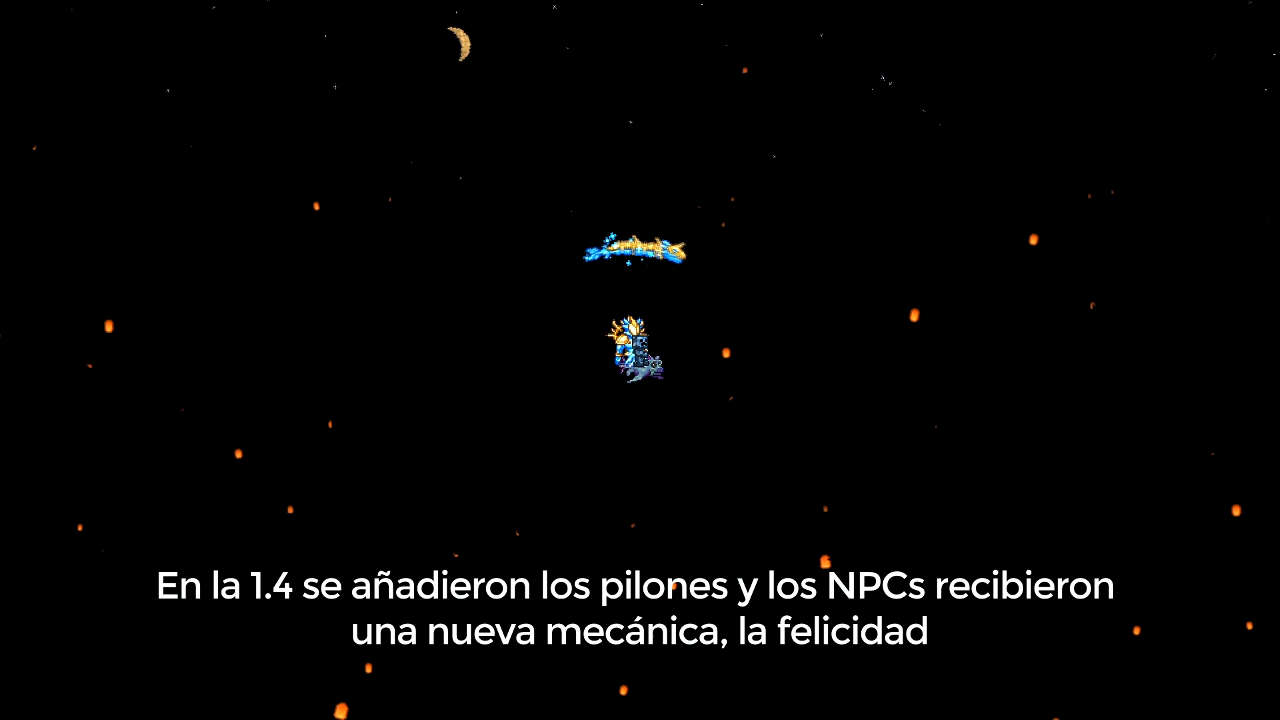 En la 1.4 se añadieron los pilones y los NPCs recibieron
una nueva mecánica, la felicidad